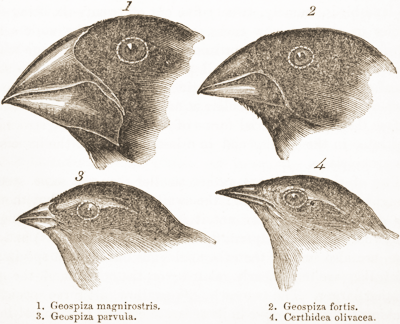 1
2
3
4
1. Geospiza magnirostris.
2. Geospiza fortis.
3. Geospiza parvula.
4. Certhidea olivacea.